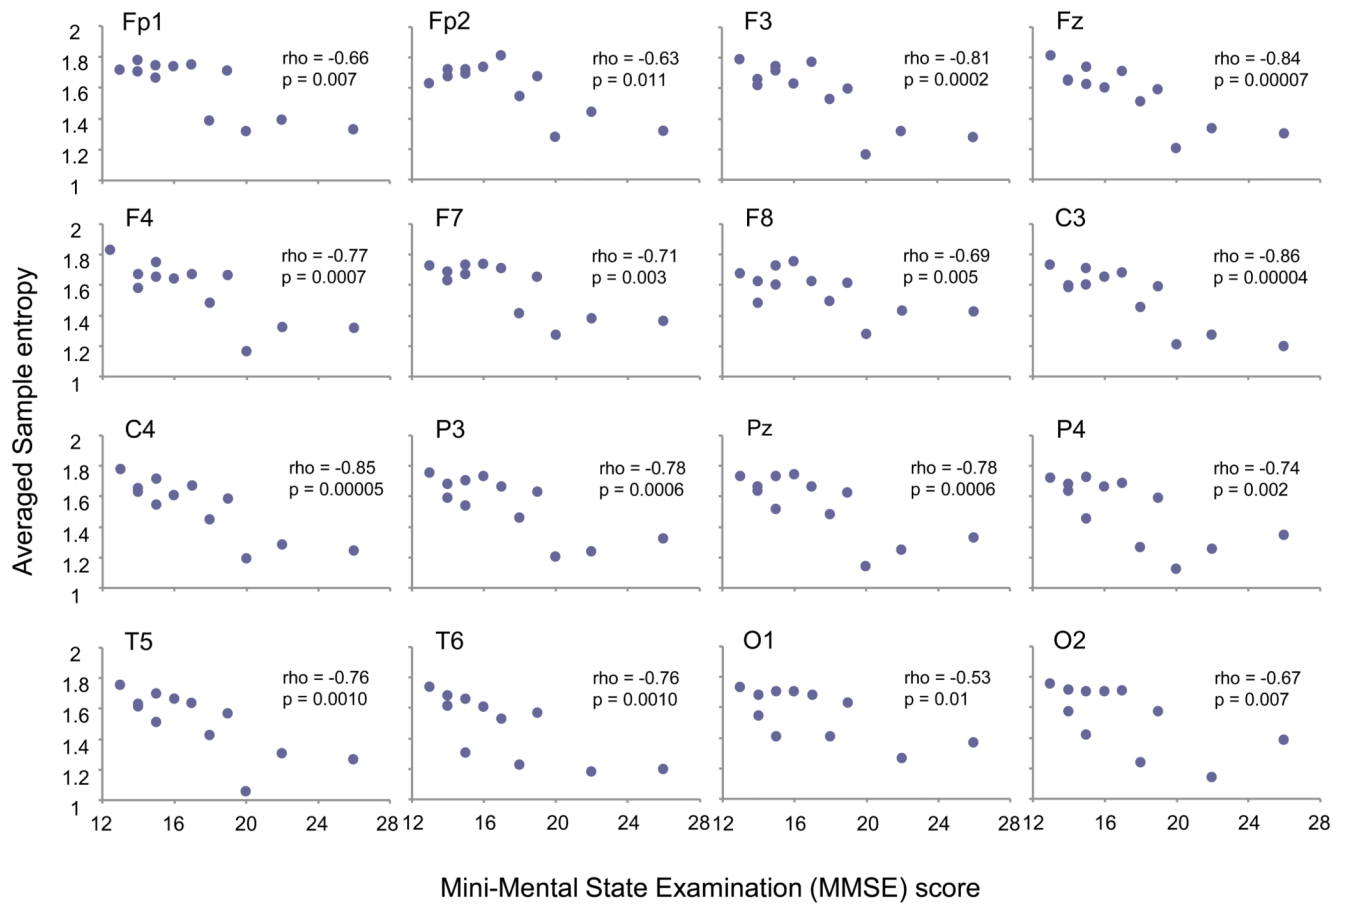 Fp1
Fp2
F3
Fz
rho = -0.66
p = 0.007
rho = -0.63
p = 0.011
rho = -0.81
p = 0.0002
rho = -0.84
p = 0.00007
2
1.8
1.6
1.4
1.2
1
F4
F7
F8
C3
rho = -0.77
p = 0.0007
rho = -0.71
p = 0.003
rho = -0.69
p = 0.005
rho = -0.86
p = 0.00004
2
1.8
1.6
1.4
1.2
1
Averaged Sample entropy
C4
P3
Pz
P4
rho = -0.85
p = 0.00005
rho = -0.78
p = 0.0006
rho = -0.78
p = 0.0006
rho = -0.74
p = 0.002
2
1.8
1.6
1.4
1.2
1
T5
T6
O1
O2
rho = -0.76
p = 0.0010
rho = -0.76
p = 0.0010
rho = -0.53
p = 0.01
rho = -0.67
p = 0.007
2
1.8
1.6
1.4
1.2
1
12 16 20 24 28 12 16 20 24 28 12 16 20 24 28 12 16 20 24 28
Mini-Mental State Examination (MMSE) score